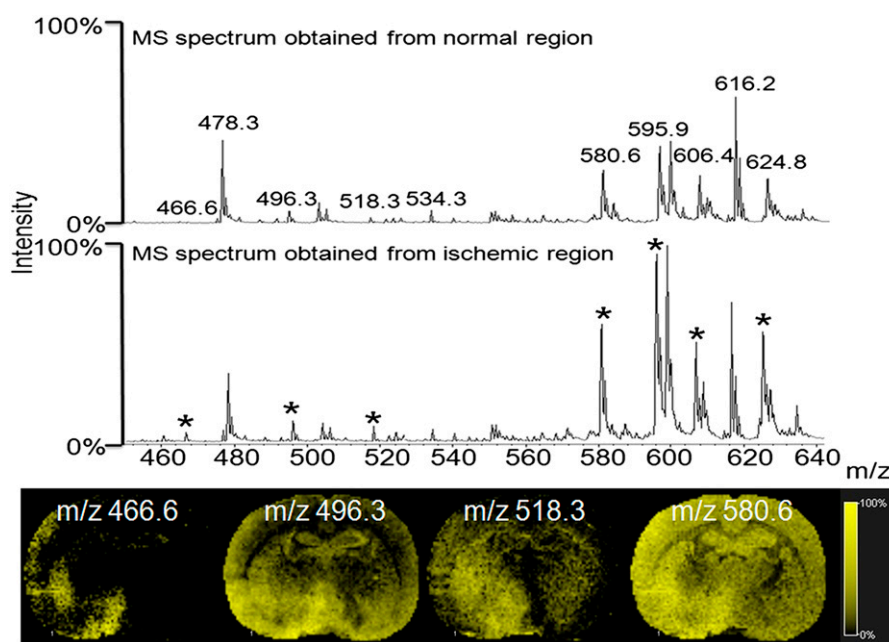 100%
MS spectrum obtained from normal region
616.2
478.3
595.9
580.6
606.4
624.8
466.6
496.3
518.3
534.3
0%
Intensity
100%
MS spectrum obtained from ischemic region
*
*
*
*
* * *
0%
460 480 500 520 540 560 580 600 620 640
m/z
m/z 466.6 m/z 496.3 m/z 518.3 m/z 580.6
100%
0%